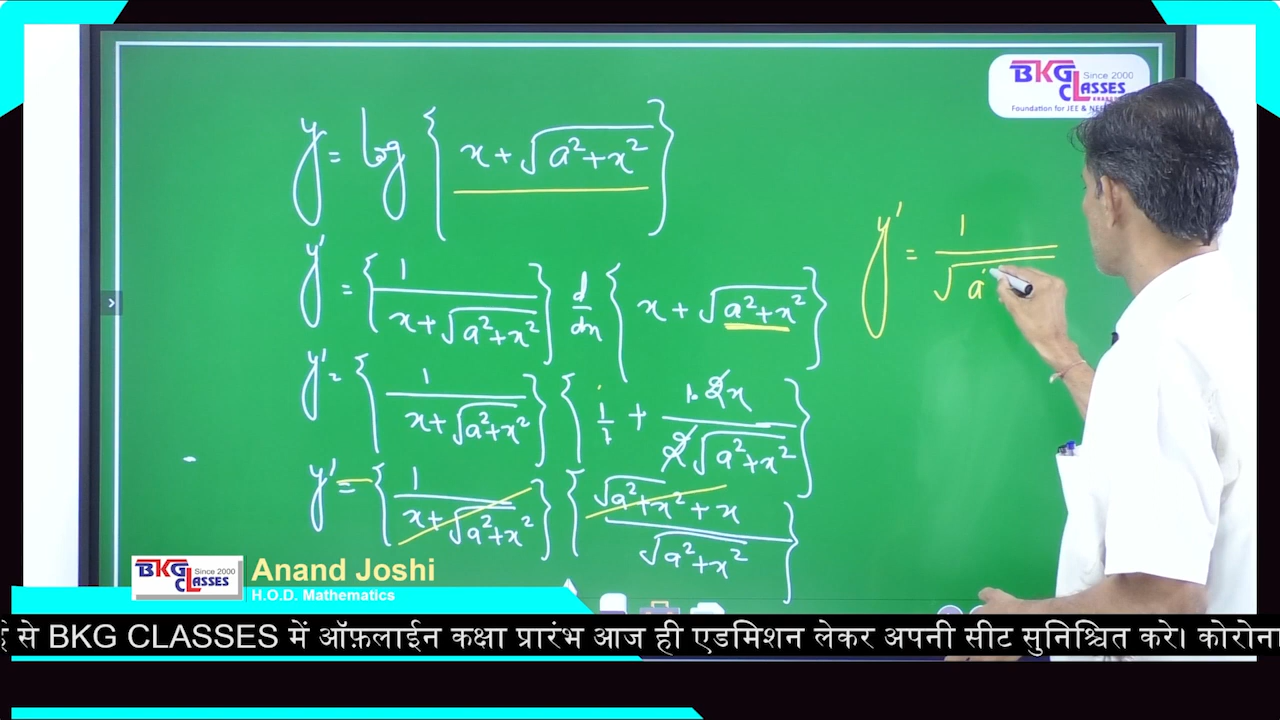 BKG Since 2000
CLASSES
Foundation for JEE & NE
y = log { x + √a²+x² }
y' = { 1 / x+√a²+x² } d/dx { x + √a²+x² }
y' = { 1 / x+√a²+x² } { 1/1 + 1·2x / 2√a²+x² }
y' = { 1 / x+√a²+x² } { √a²+x² + x / √a²+x² }
y' = 1 / √a
BKG Since 2000
CLASSES
Anand Joshi
H.O.D. Mathematics
से BKG CLASSES में ऑफ़लाईन कक्षा प्रारंभ आज ही एडमिशन लेकर अपनी सीट सुनिश्चित करे। कोरोना